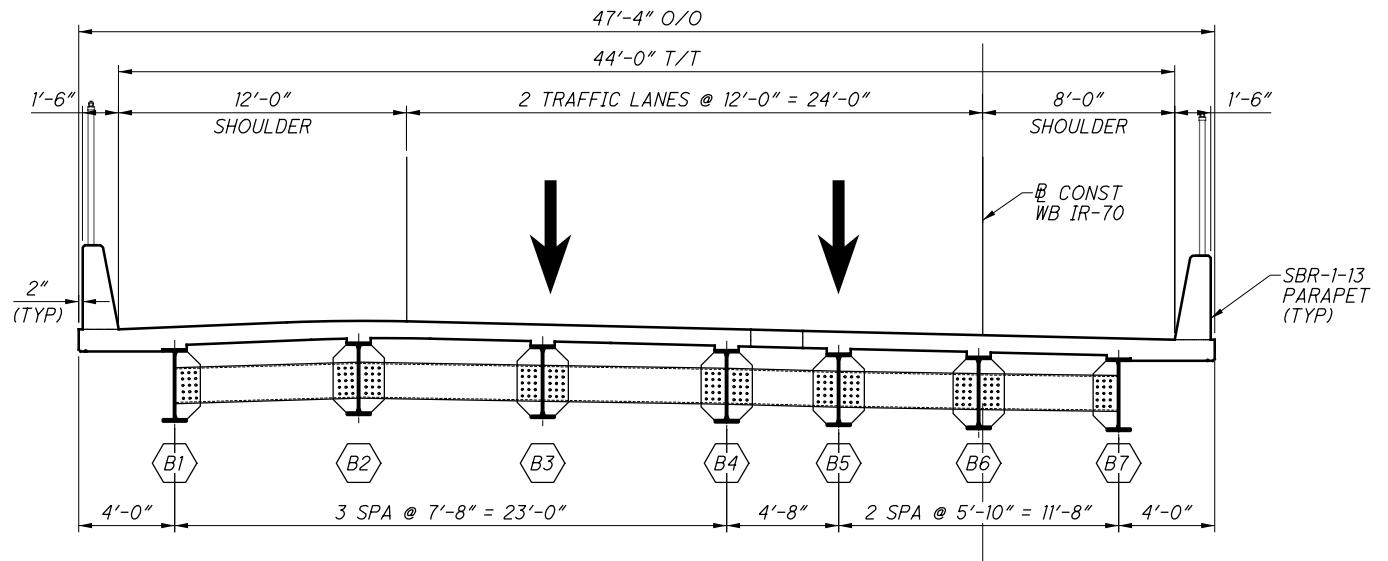 47'-4" O/O
44'-0" T/T
1'-6"
12'-0"
SHOULDER
2 TRAFFIC LANES @ 12'-0" = 24'-0"
8'-0"
SHOULDER
1'-6"
℄ CONST
WB IR-70
2"
(TYP)
SBR-1-13
PARAPET
(TYP)
B1
B2
B3
B4
B5
B6
B7
4'-0"
3 SPA @ 7'-8" = 23'-0"
4'-8"
2 SPA @ 5'-10" = 11'-8"
4'-0"